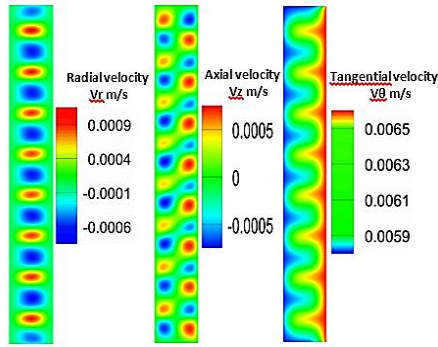 Radial velocity
Vr m/s
0.0009
0.0004
-0.0001
-0.0006
Axial velocity
Vz m/s
0.0005
0
-0.0005
Tangential velocity
Vθ m/s
0.0065
0.0063
0.0061
0.0059